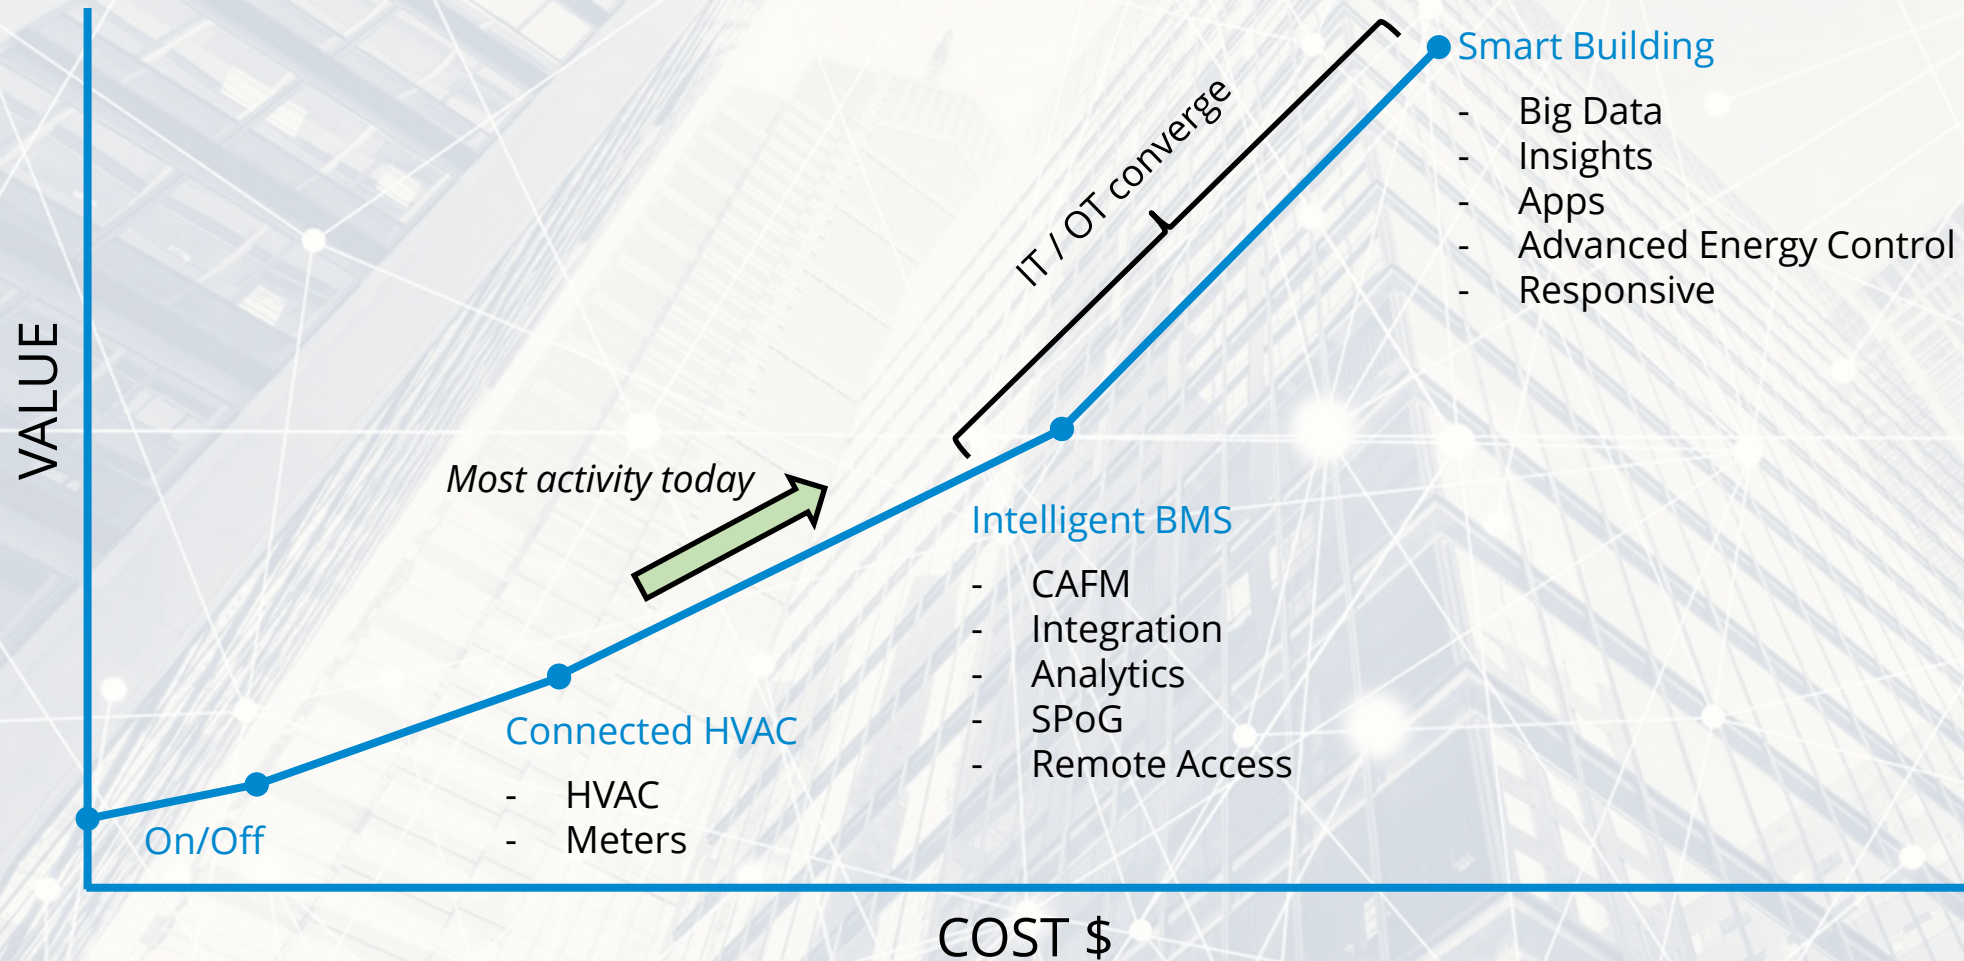 VALUE
COST $
On/Off
Connected HVAC
- HVAC
- Meters
Most activity today
Intelligent BMS
- CAFM
- Integration
- Analytics
- SPoG
- Remote Access
IT / OT converge
Smart Building
- Big Data
- Insights
- Apps
- Advanced Energy Control
- Responsive